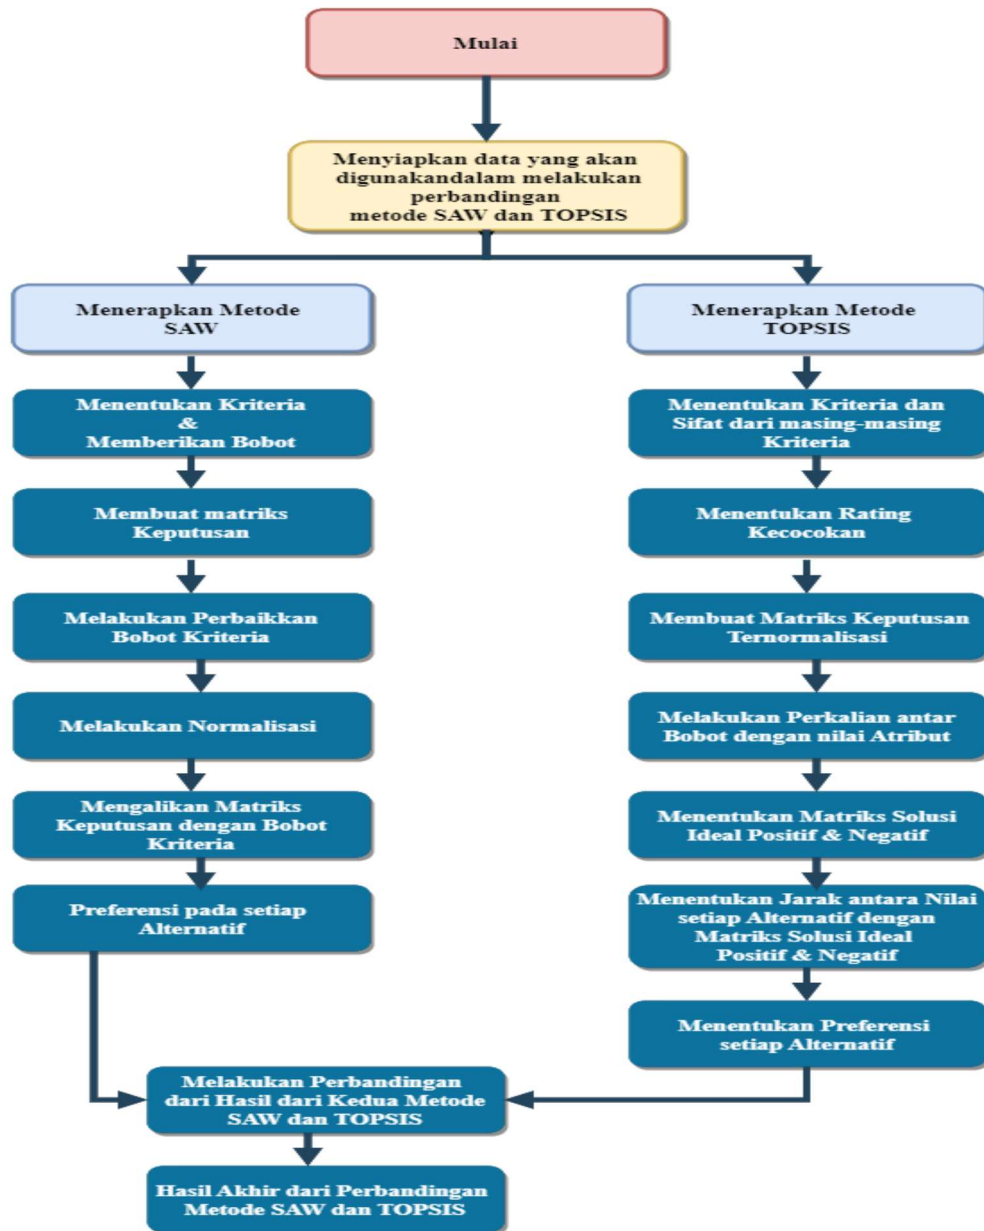 Mulai
Menyiapkan data yang akan
digunakandalam melakukan
perbandingan
metode SAW dan TOPSIS
Menerapkan Metode
SAW
Menentukan Kriteria
&
Memberikan Bobot
Membuat matriks
Keputusan
Melakukan Perbaikkan
Bobot Kriteria
Melakukan Normalisasi
Mengalikan Matriks
Keputusan dengan Bobot
Kriteria
Preferensi pada setiap
Alternatif
Menerapkan Metode
TOPSIS
Menentukan Kriteria dan
Sifat dari masing-masing
Kriteria
Menentukan Rating
Kecocokan
Membuat Matriks Keputusan
Ternormalisasi
Melakukan Perkalian antar
Bobot dengan nilai Atribut
Menentukan Matriks Solusi
Ideal Positif & Negatif
Menentukan Jarak antara Nilai
setiap Alternatif dengan
Matriks Solusi Ideal
Positif & Negatif
Menentukan Preferensi
setiap Alternatif
Melakukan Perbandingan
dari Hasil dari Kedua Metode
SAW dan TOPSIS
Hasil Akhir dari Perbandingan
Metode SAW dan TOPSIS